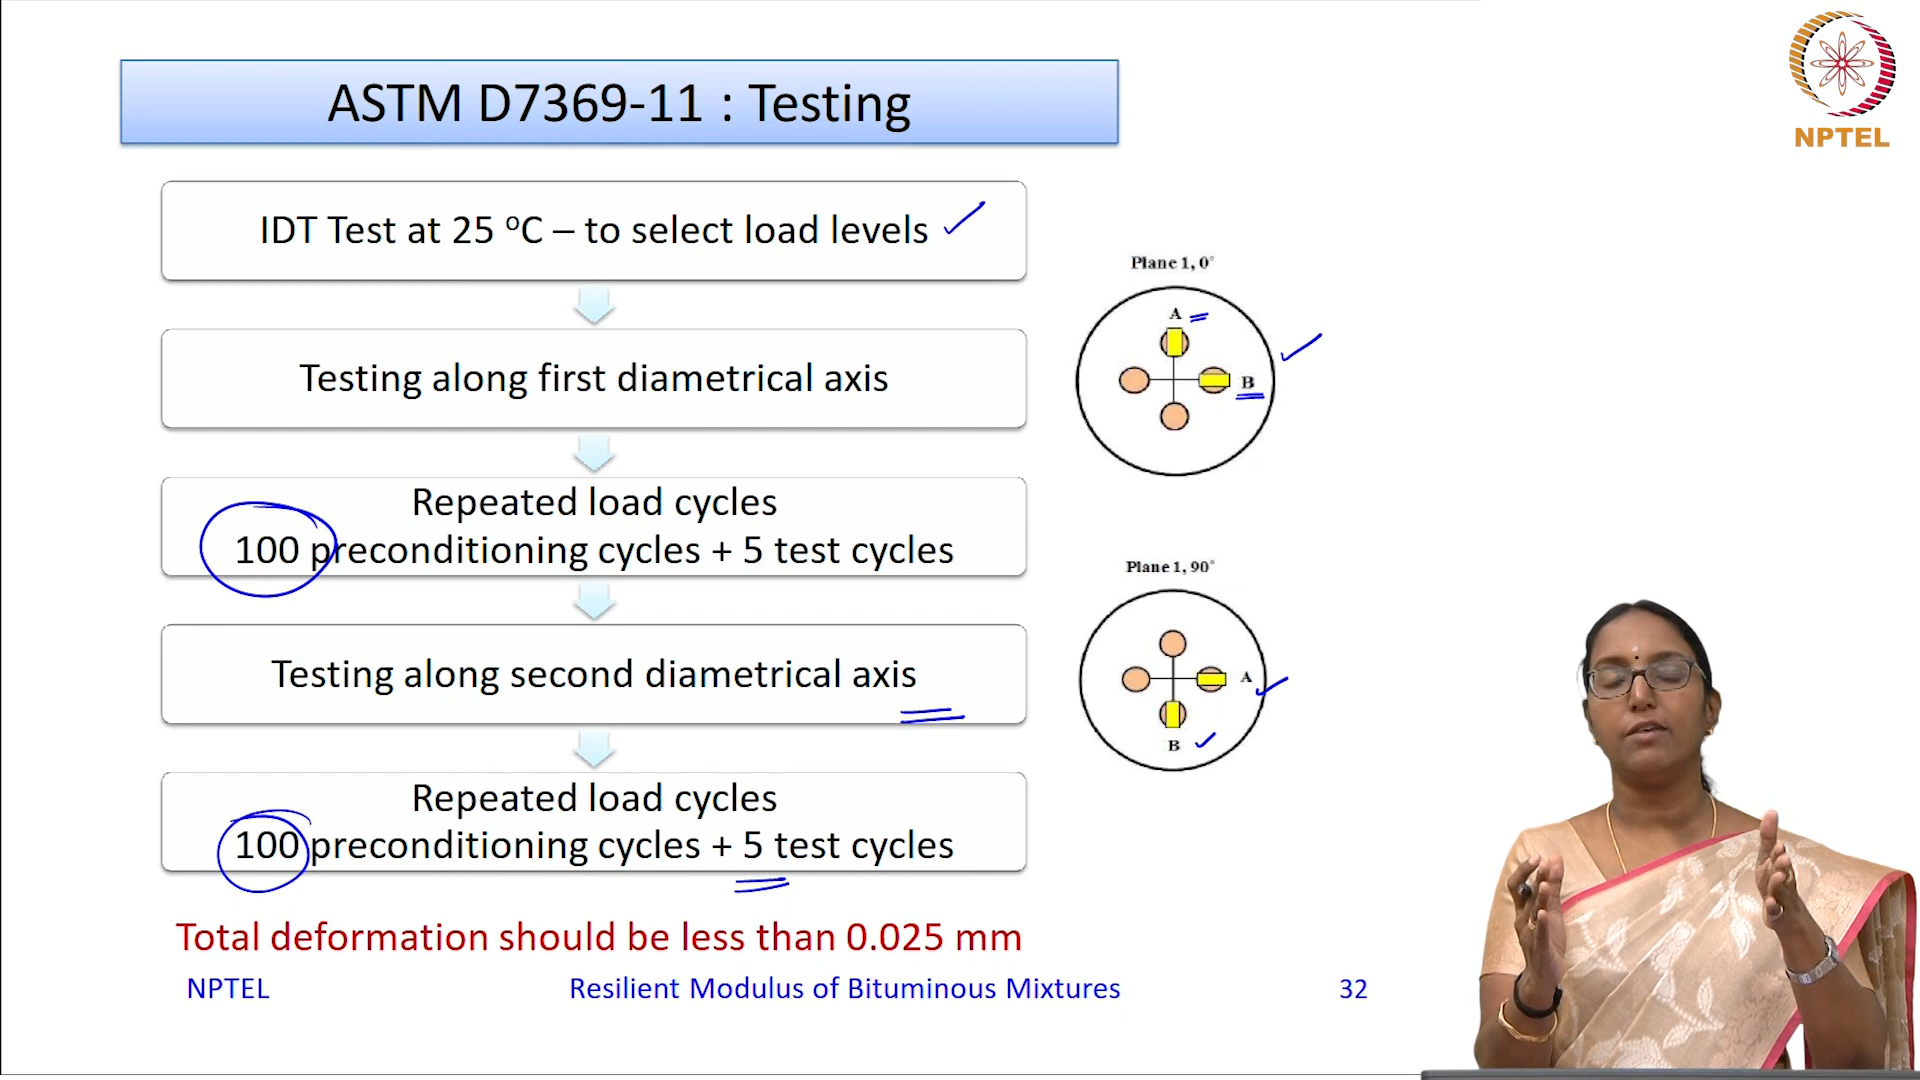 ASTM D7369-11 : Testing
NPTEL
IDT Test at 25 ºC – to select load levels
Testing along first diametrical axis
Repeated load cycles
100 preconditioning cycles + 5 test cycles
Testing along second diametrical axis
Repeated load cycles
100 preconditioning cycles + 5 test cycles
Total deformation should be less than 0.025 mm
Plane 1, 0°
A
B
Plane 1, 90°
A
B
NPTEL
Resilient Modulus of Bituminous Mixtures
32